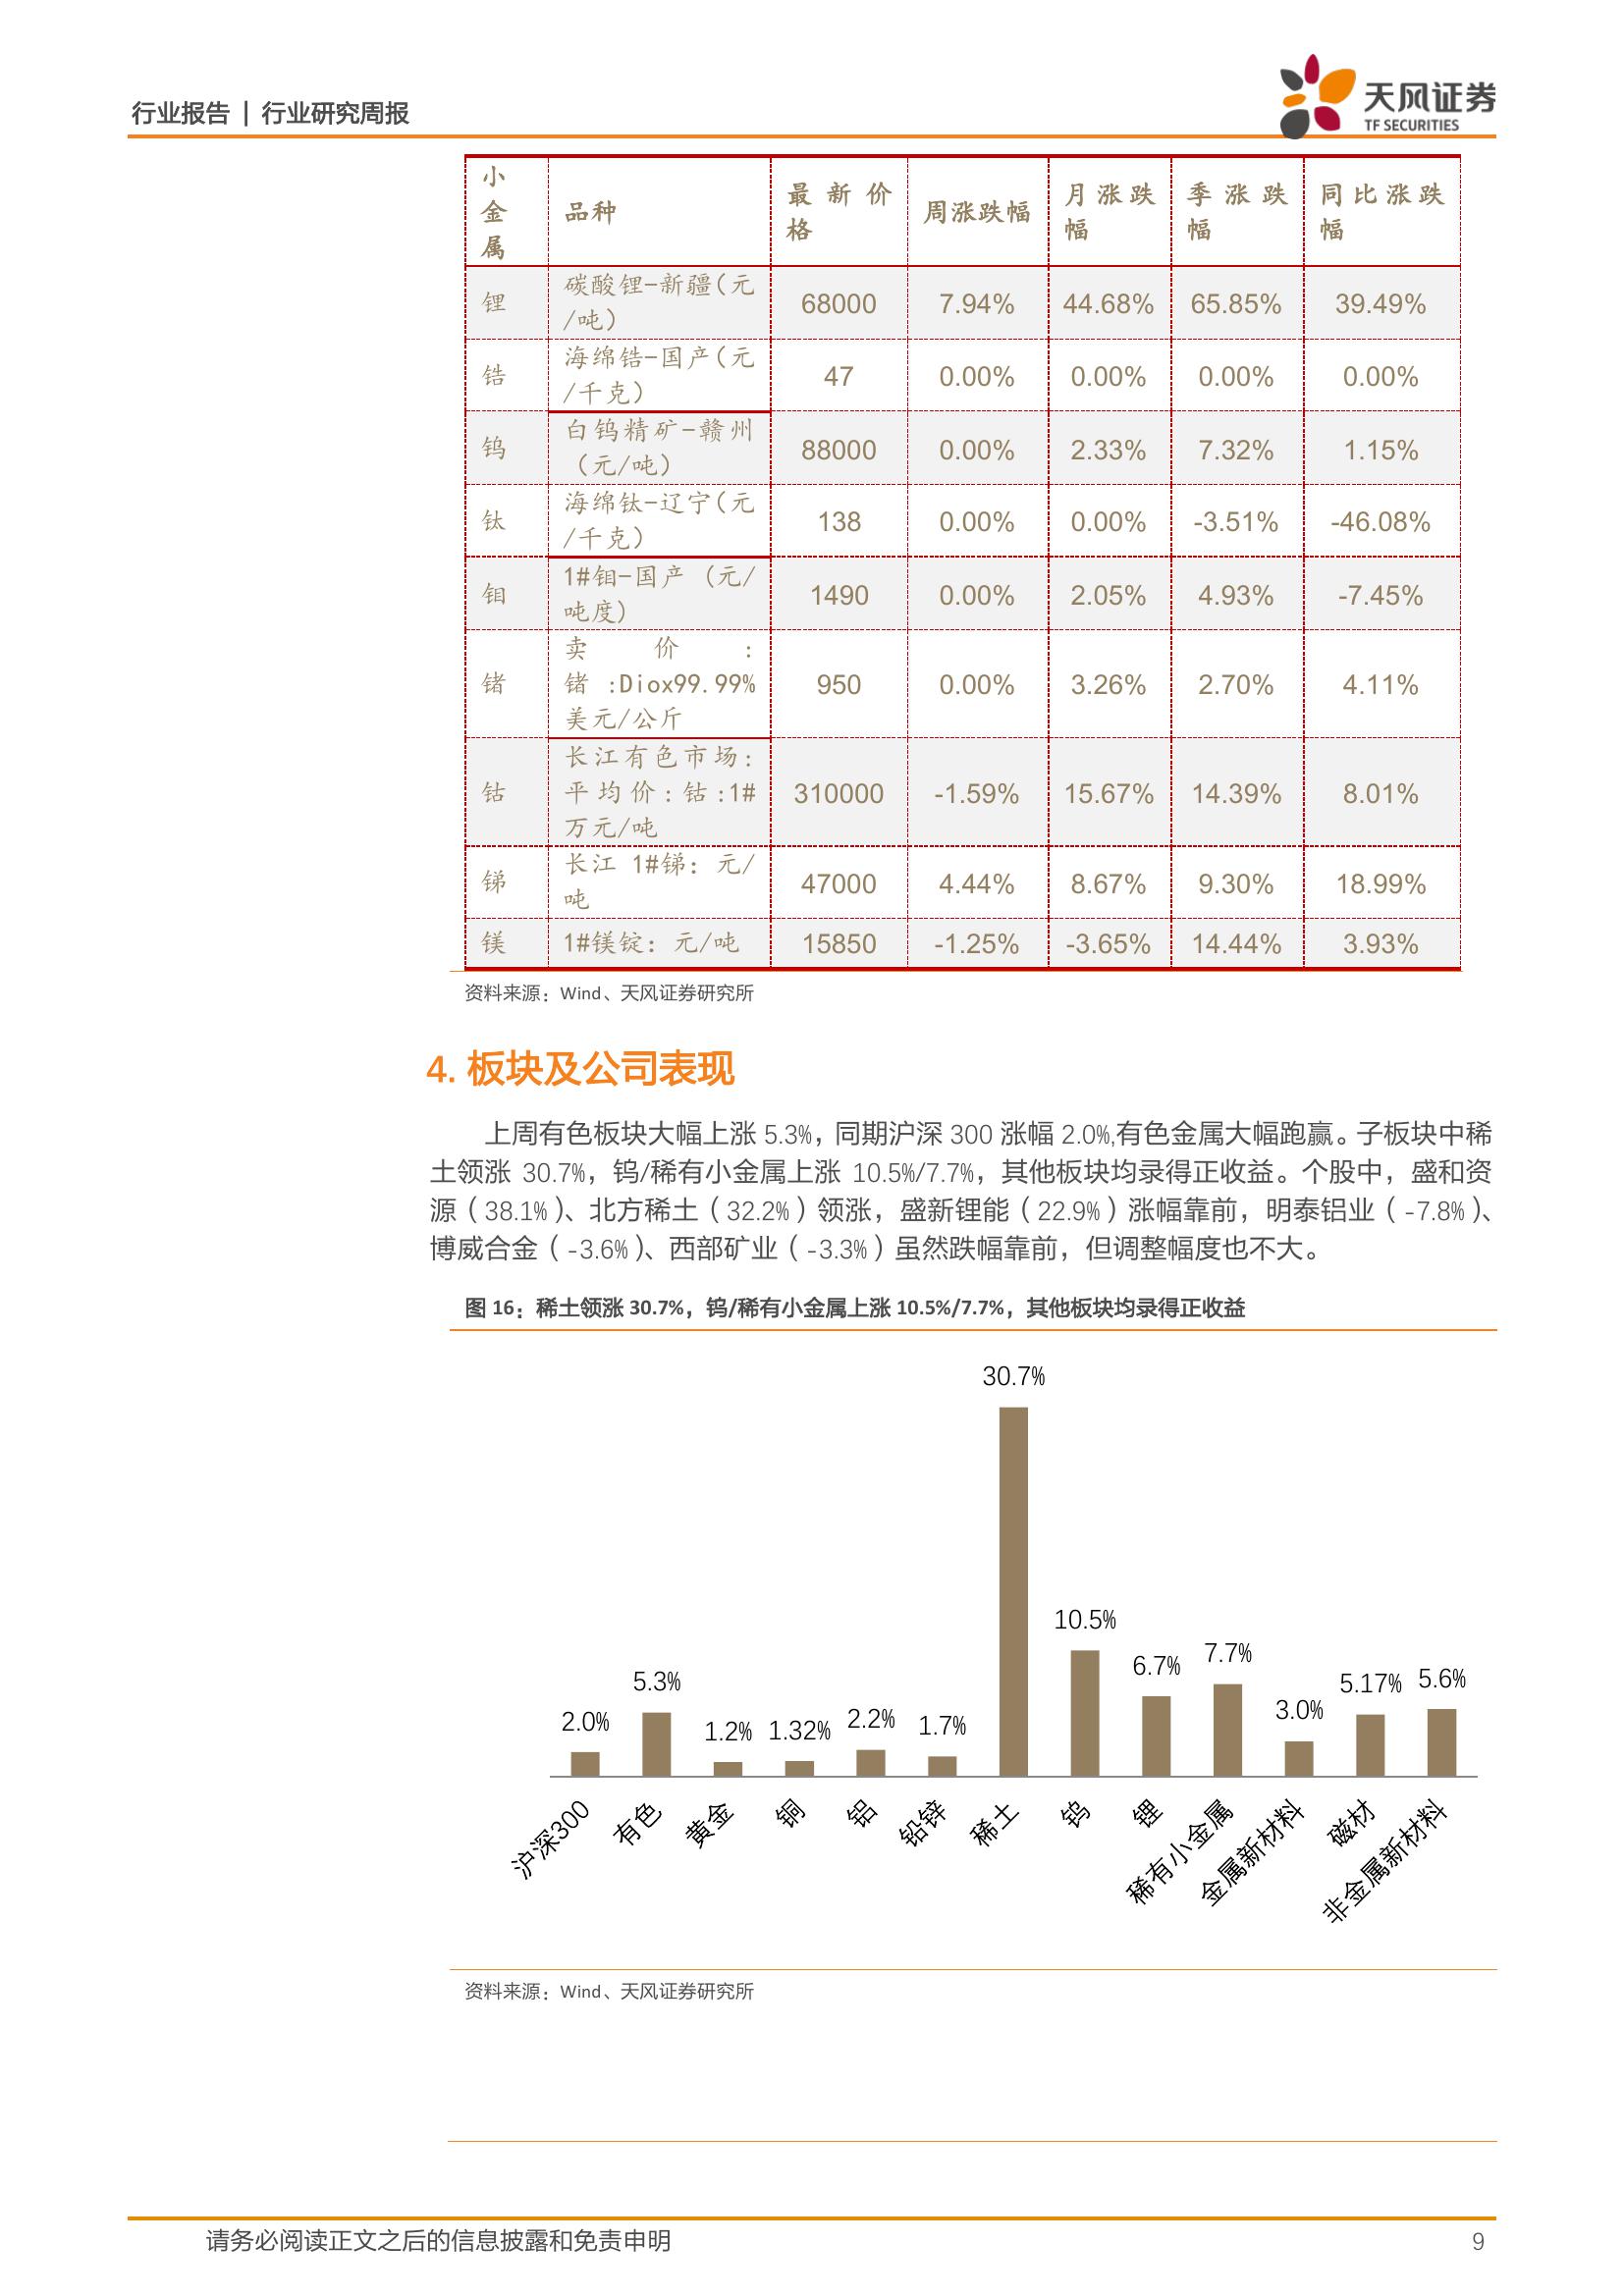 行业报告 | 行业研究周报
天风证券
TF SECURITIES
小金属 品种 最新价格 周涨跌幅 月涨跌幅 季涨跌幅 同比涨跌幅
锂 碳酸锂-新疆(元/吨) 68000 7.94% 44.68% 65.85% 39.49%
锆 海绵锆-国产(元/千克) 47 0.00% 0.00% 0.00% 0.00%
钨 白钨精矿-赣州（元/吨） 88000 0.00% 2.33% 7.32% 1.15%
钛 海绵钛-辽宁(元/千克) 138 0.00% 0.00% -3.51% -46.08%
钼 1#钼-国产 (元/吨度) 1490 0.00% 2.05% 4.93% -7.45%
锗 卖价:锗:Diox99.99%美元/公斤 950 0.00% 3.26% 2.70% 4.11%
钴 长江有色市场:平均价:钴:1#万元/吨 310000 -1.59% 15.67% 14.39% 8.01%
锑 长江 1#锑: 元/吨 47000 4.44% 8.67% 9.30% 18.99%
镁 1#镁锭: 元/吨 15850 -1.25% -3.65% 14.44% 3.93%
资料来源：Wind、天风证券研究所
4. 板块及公司表现
上周有色板块大幅上涨 5.3%，同期沪深 300 涨幅 2.0%,有色金属大幅跑赢。子板块中稀
土领涨 30.7%，钨/稀有小金属上涨 10.5%/7.7%，其他板块均录得正收益。个股中，盛和资
源（38.1%）、北方稀土（32.2%）领涨，盛新锂能（22.9%）涨幅靠前，明泰铝业（-7.8%）、
博威合金（-3.6%）、西部矿业（-3.3%）虽然跌幅靠前，但调整幅度也不大。
图 16：稀土领涨 30.7%，钨/稀有小金属上涨 10.5%/7.7%，其他板块均录得正收益
2.0% 5.3% 1.2% 1.32% 2.2% 1.7% 30.7% 10.5% 6.7% 7.7% 3.0% 5.17% 5.6%
沪深300 有色 黄金 铜 铝 铅锌 稀土 钨 锂 稀有小金属 金属新材料 磁材 非金属新材料
资料来源：Wind、天风证券研究所
请务必阅读正文之后的信息披露和免责申明 9